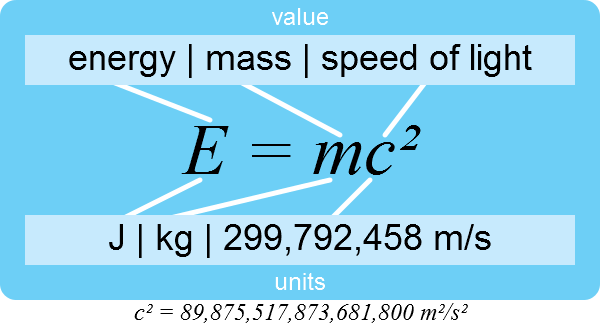 value
energy | mass | speed of light
E = mc²
J | kg | 299,792,458 m/s
units
c² = 89,875,517,873,681,800 m²/s²